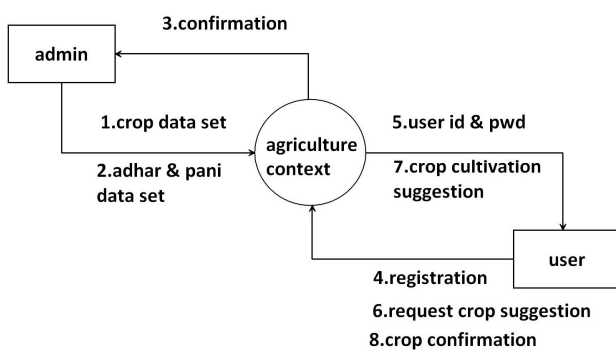 3.confirmation
admin
1.crop data set
2.adhar & pani
data set
agriculture
context
5.user id & pwd
7.crop cultivation
suggestion
user
4.registration
6.request crop suggestion
8.crop confirmation